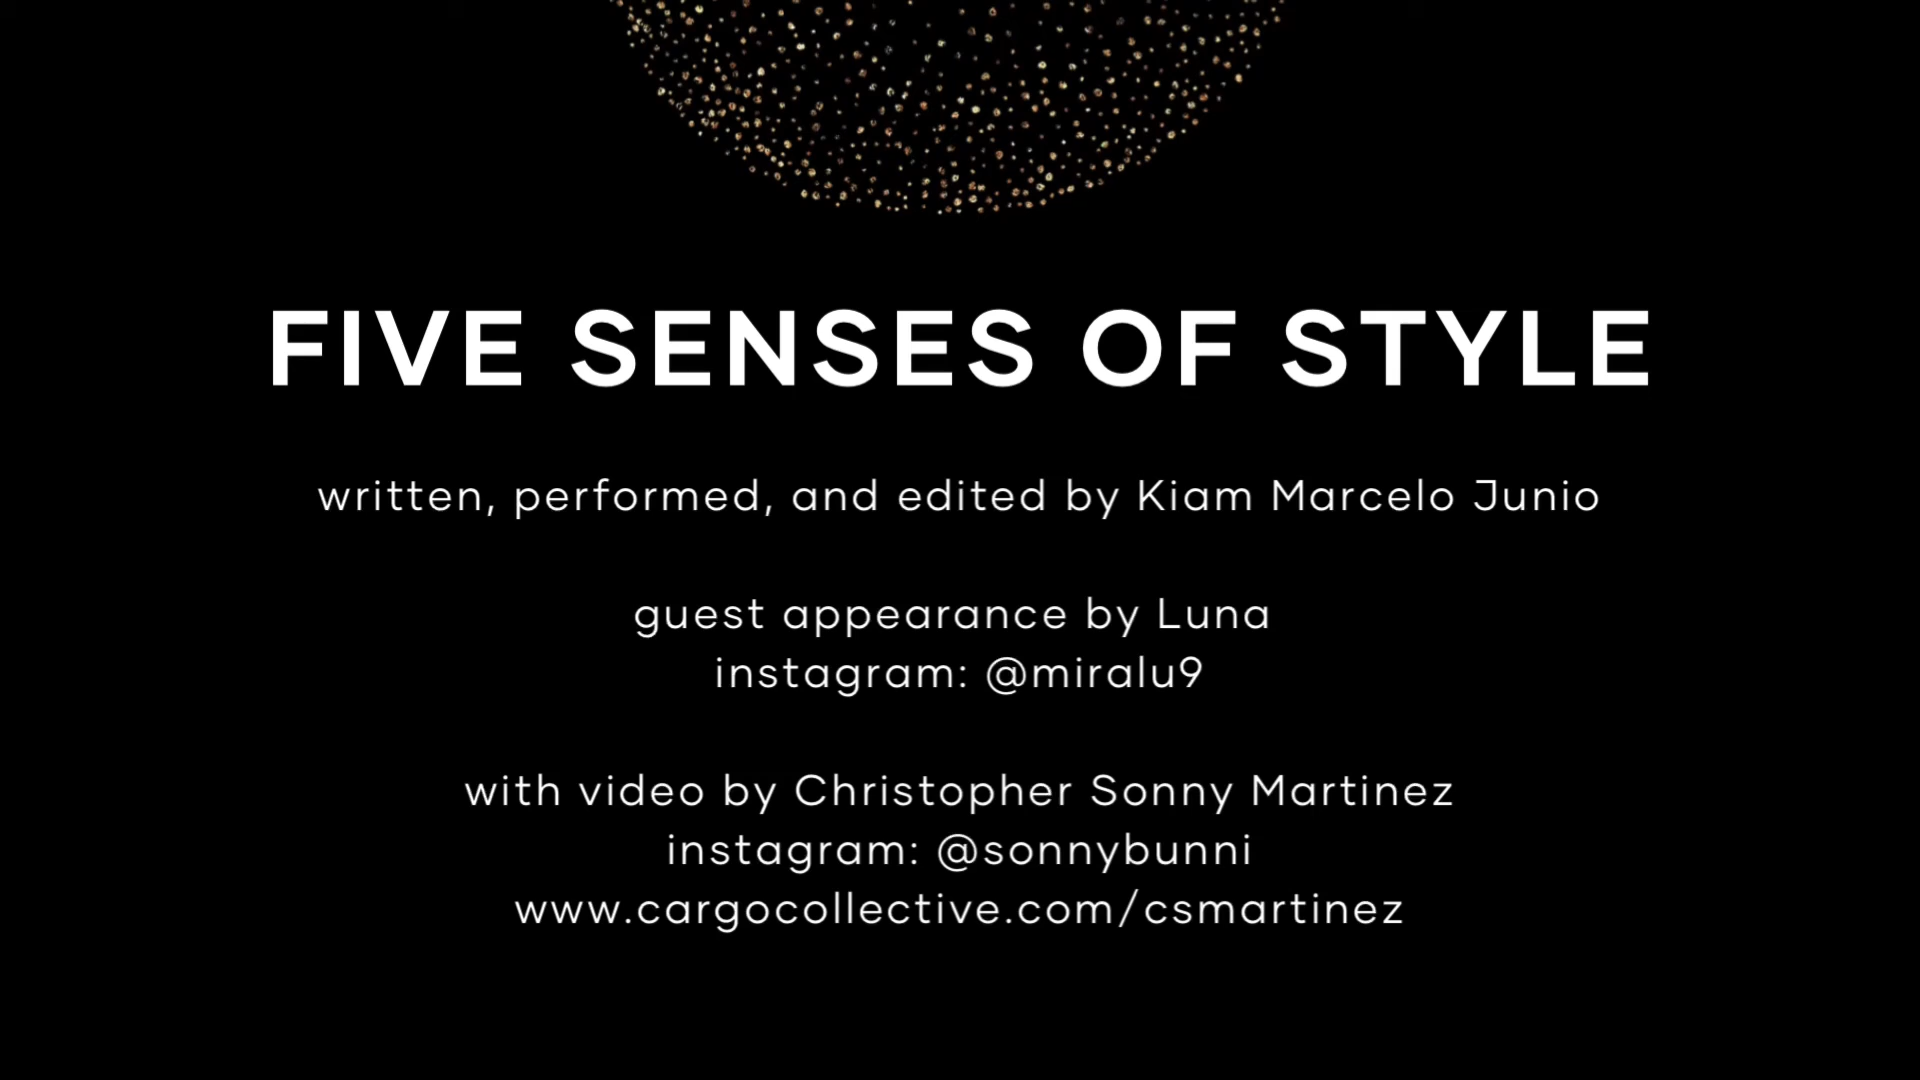 FIVE SENSES OF STYLE
written, performed, and edited by Kiam Marcelo Junio
guest appearance by Luna
instagram: @miralu9
with video by Christopher Sonny Martinez
instagram: @sonnybunni
www.cargocollective.com/csmartinez